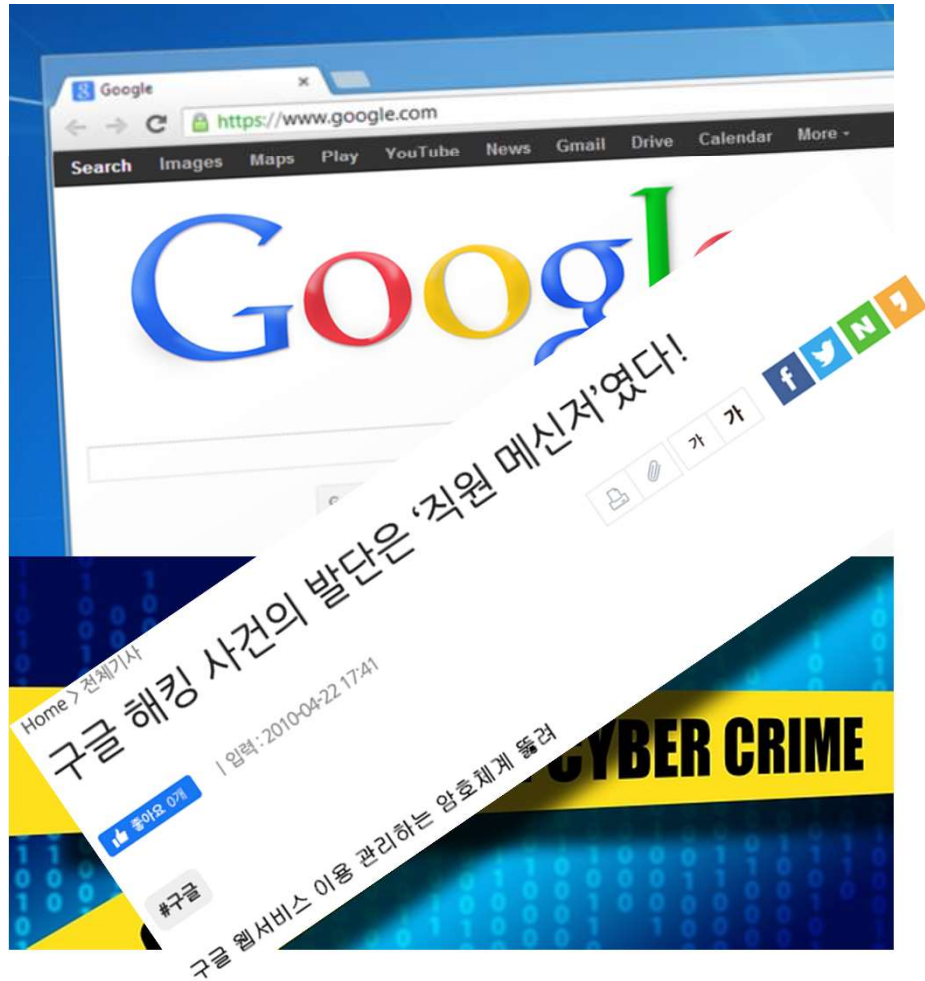 Google
https://www.google.com
Search Images Maps Play YouTube News Gmail Drive Calendar More
Google
Home > 전체기사
구글 해킹 사건의 발단은 ‘직원 메신저’였다!
| 입력 : 2010-04-22 17:41
가 가
좋아요 0개
#구글
구글 웹서비스 이용 관리하는 암호체계 뚫려
CYBER CRIME